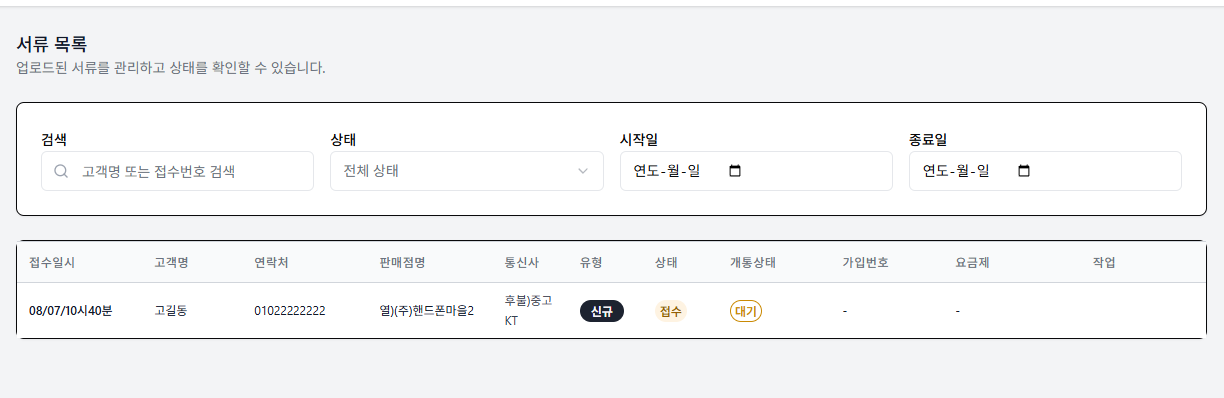 서류 목록
업로드된 서류를 관리하고 상태를 확인할 수 있습니다.
검색 상태 시작일 종료일
고객명 또는 접수번호 검색 전체 상태 연도-월-일 연도-월-일
접수일시 고객명 연락처 판매점명 통신사 유형 상태 개통상태 가입번호 요금제 작업
08/07/10시40분 고길동 01022222222 열)(주)핸드폰마을2 후불)중고 신규 접수 대기 - -
KT